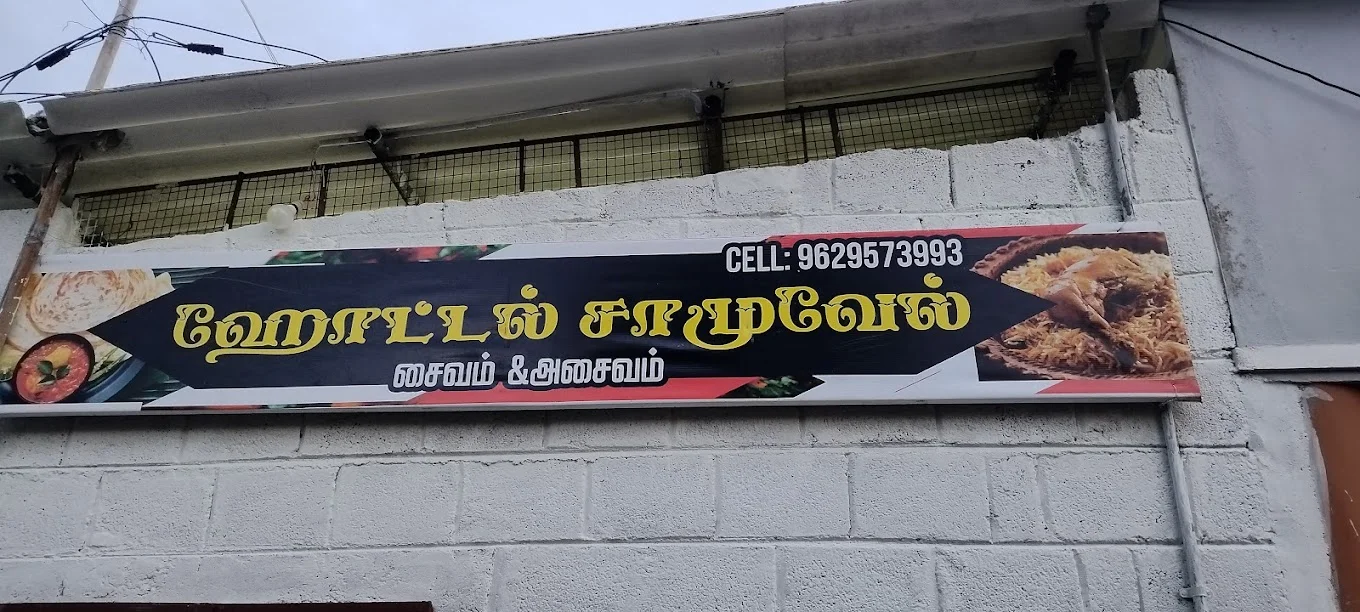 CELL: 9629573993
ஹோட்டல் சாமுவேல்
சைவம் &அசைவம்